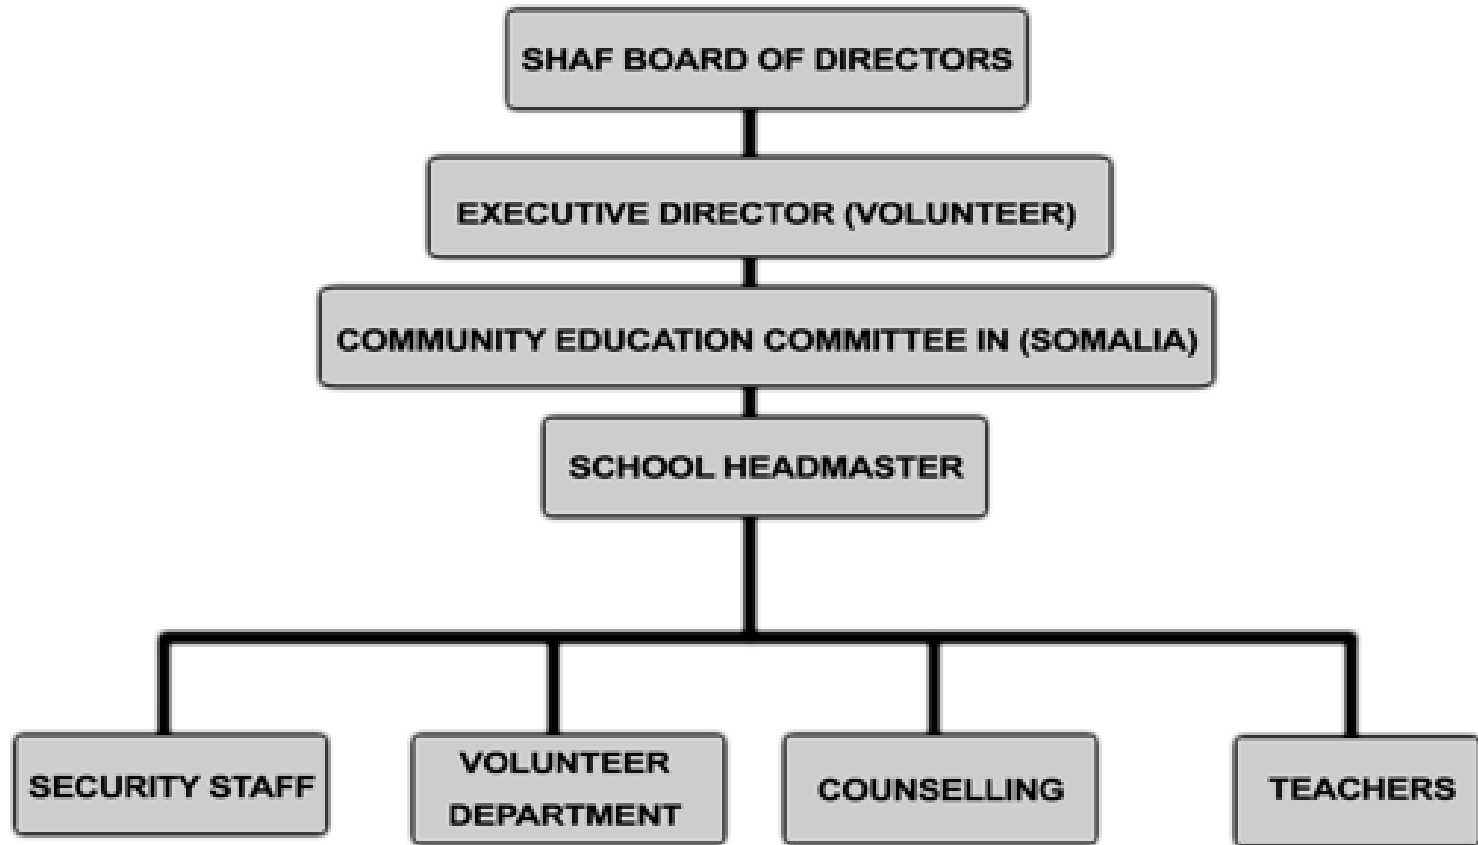 SHAF BOARD OF DIRECTORS
EXECUTIVE DIRECTOR (VOLUNTEER)
COMMUNITY EDUCATION COMMITTEE IN (SOMALIA)
SCHOOL HEADMASTER
SECURITY STAFF
VOLUNTEER
DEPARTMENT
COUNSELLING
TEACHERS